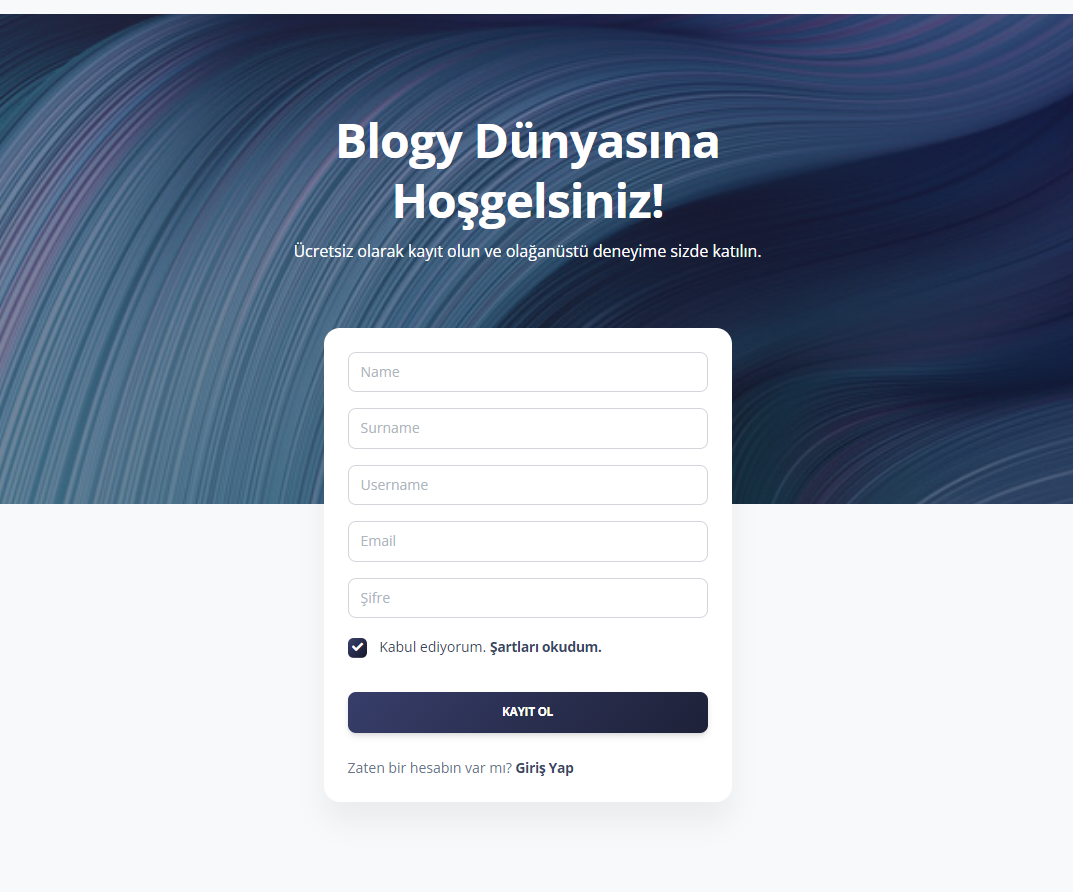 Blogy Dünyasına
Hoşgelsiniz!
Ücretsiz olarak kayıt olun ve olağanüstü deneyime sizde katılın.
Name
Surname
Username
Email
Şifre
Kabul ediyorum. Şartları okudum.
KAYIT OL
Zaten bir hesabın var mı? Giriş Yap